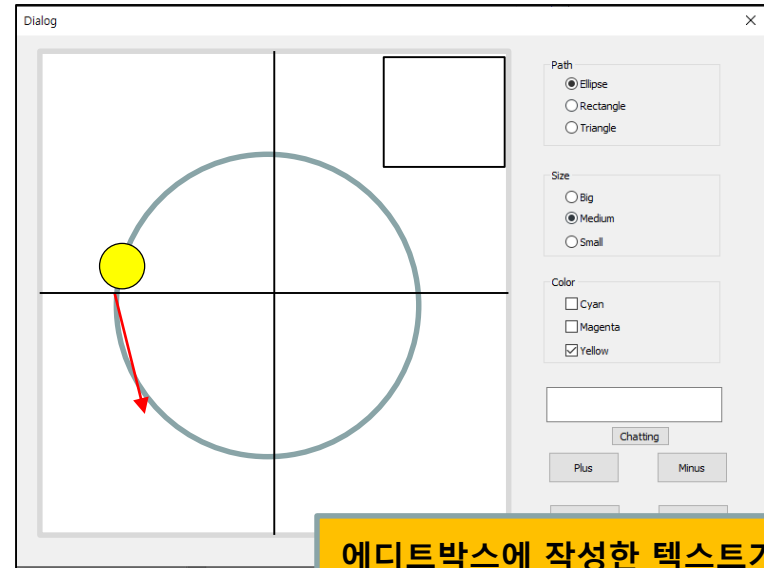 Dialog
Path
Ellipse
Rectangle
Triangle
Size
Big
Medium
Small
Color
Cyan
Magenta
Yellow
Chatting
Plus Minus
에디트박스에 작성한 텍스트가